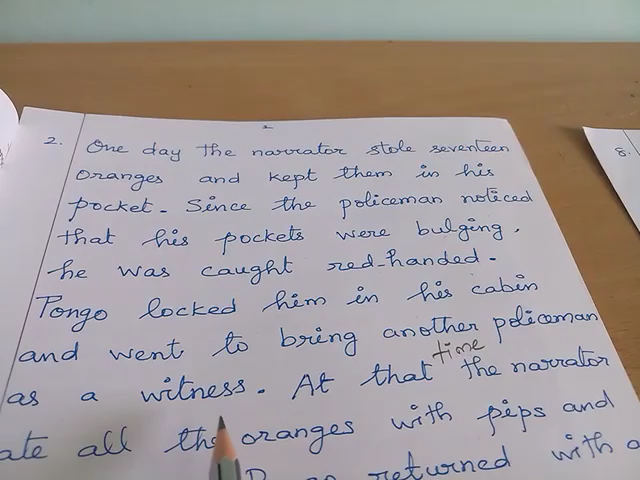 2
2. One day the narrator stole seventeen
oranges and kept them in his
pocket. Since the policeman noticed
that his pockets were bulging,
he was caught red-handed.
Pongo locked him in his cabin
and went to bring another policeman
as a witness. At that time the narrator
ate all the oranges with pips and
returned with a
8.